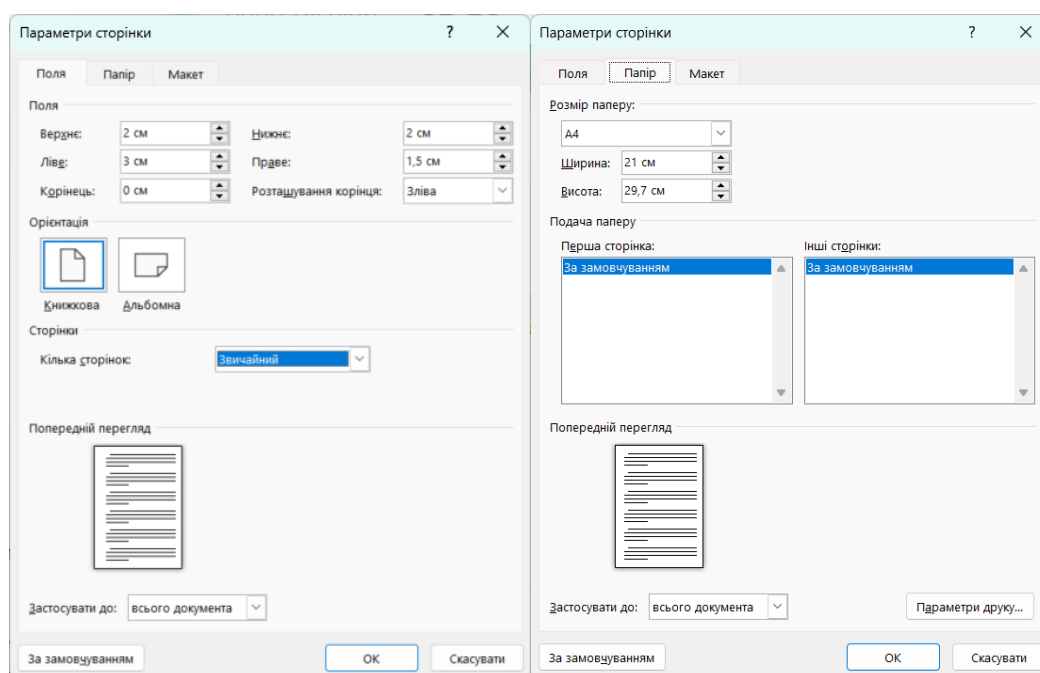 Параметри сторінки ?
Поля Папір Макет
Поля
Верхнє: 2 см Нижнє: 2 см
Ліве: 3 см Праве: 1,5 см
Корінець: 0 см Розташування корінця: Зліва
Орієнтація
Книжкова Альбомна
Сторінки
Кілька сторінок: Звичайний
Попередній перегляд
Застосувати до: всього документа
За замовчуванням ОК Скасувати
Параметри сторінки ?
Поля Папір Макет
Розмір паперу:
A4
Ширина: 21 см
Висота: 29,7 см
Подача паперу
Перша сторінка: Інші сторінки:
За замовчуванням За замовчуванням
Попередній перегляд
Застосувати до: всього документа Параметри друку...
За замовчуванням ОК Скасувати